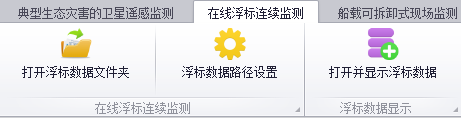 典型生态灾害的卫星遥感监测
在线浮标连续监测
船载可拆卸式现场监测
打开浮标数据文件夹
浮标数据路径设置
打开并显示浮标数据
在线浮标连续监测
浮标数据显示